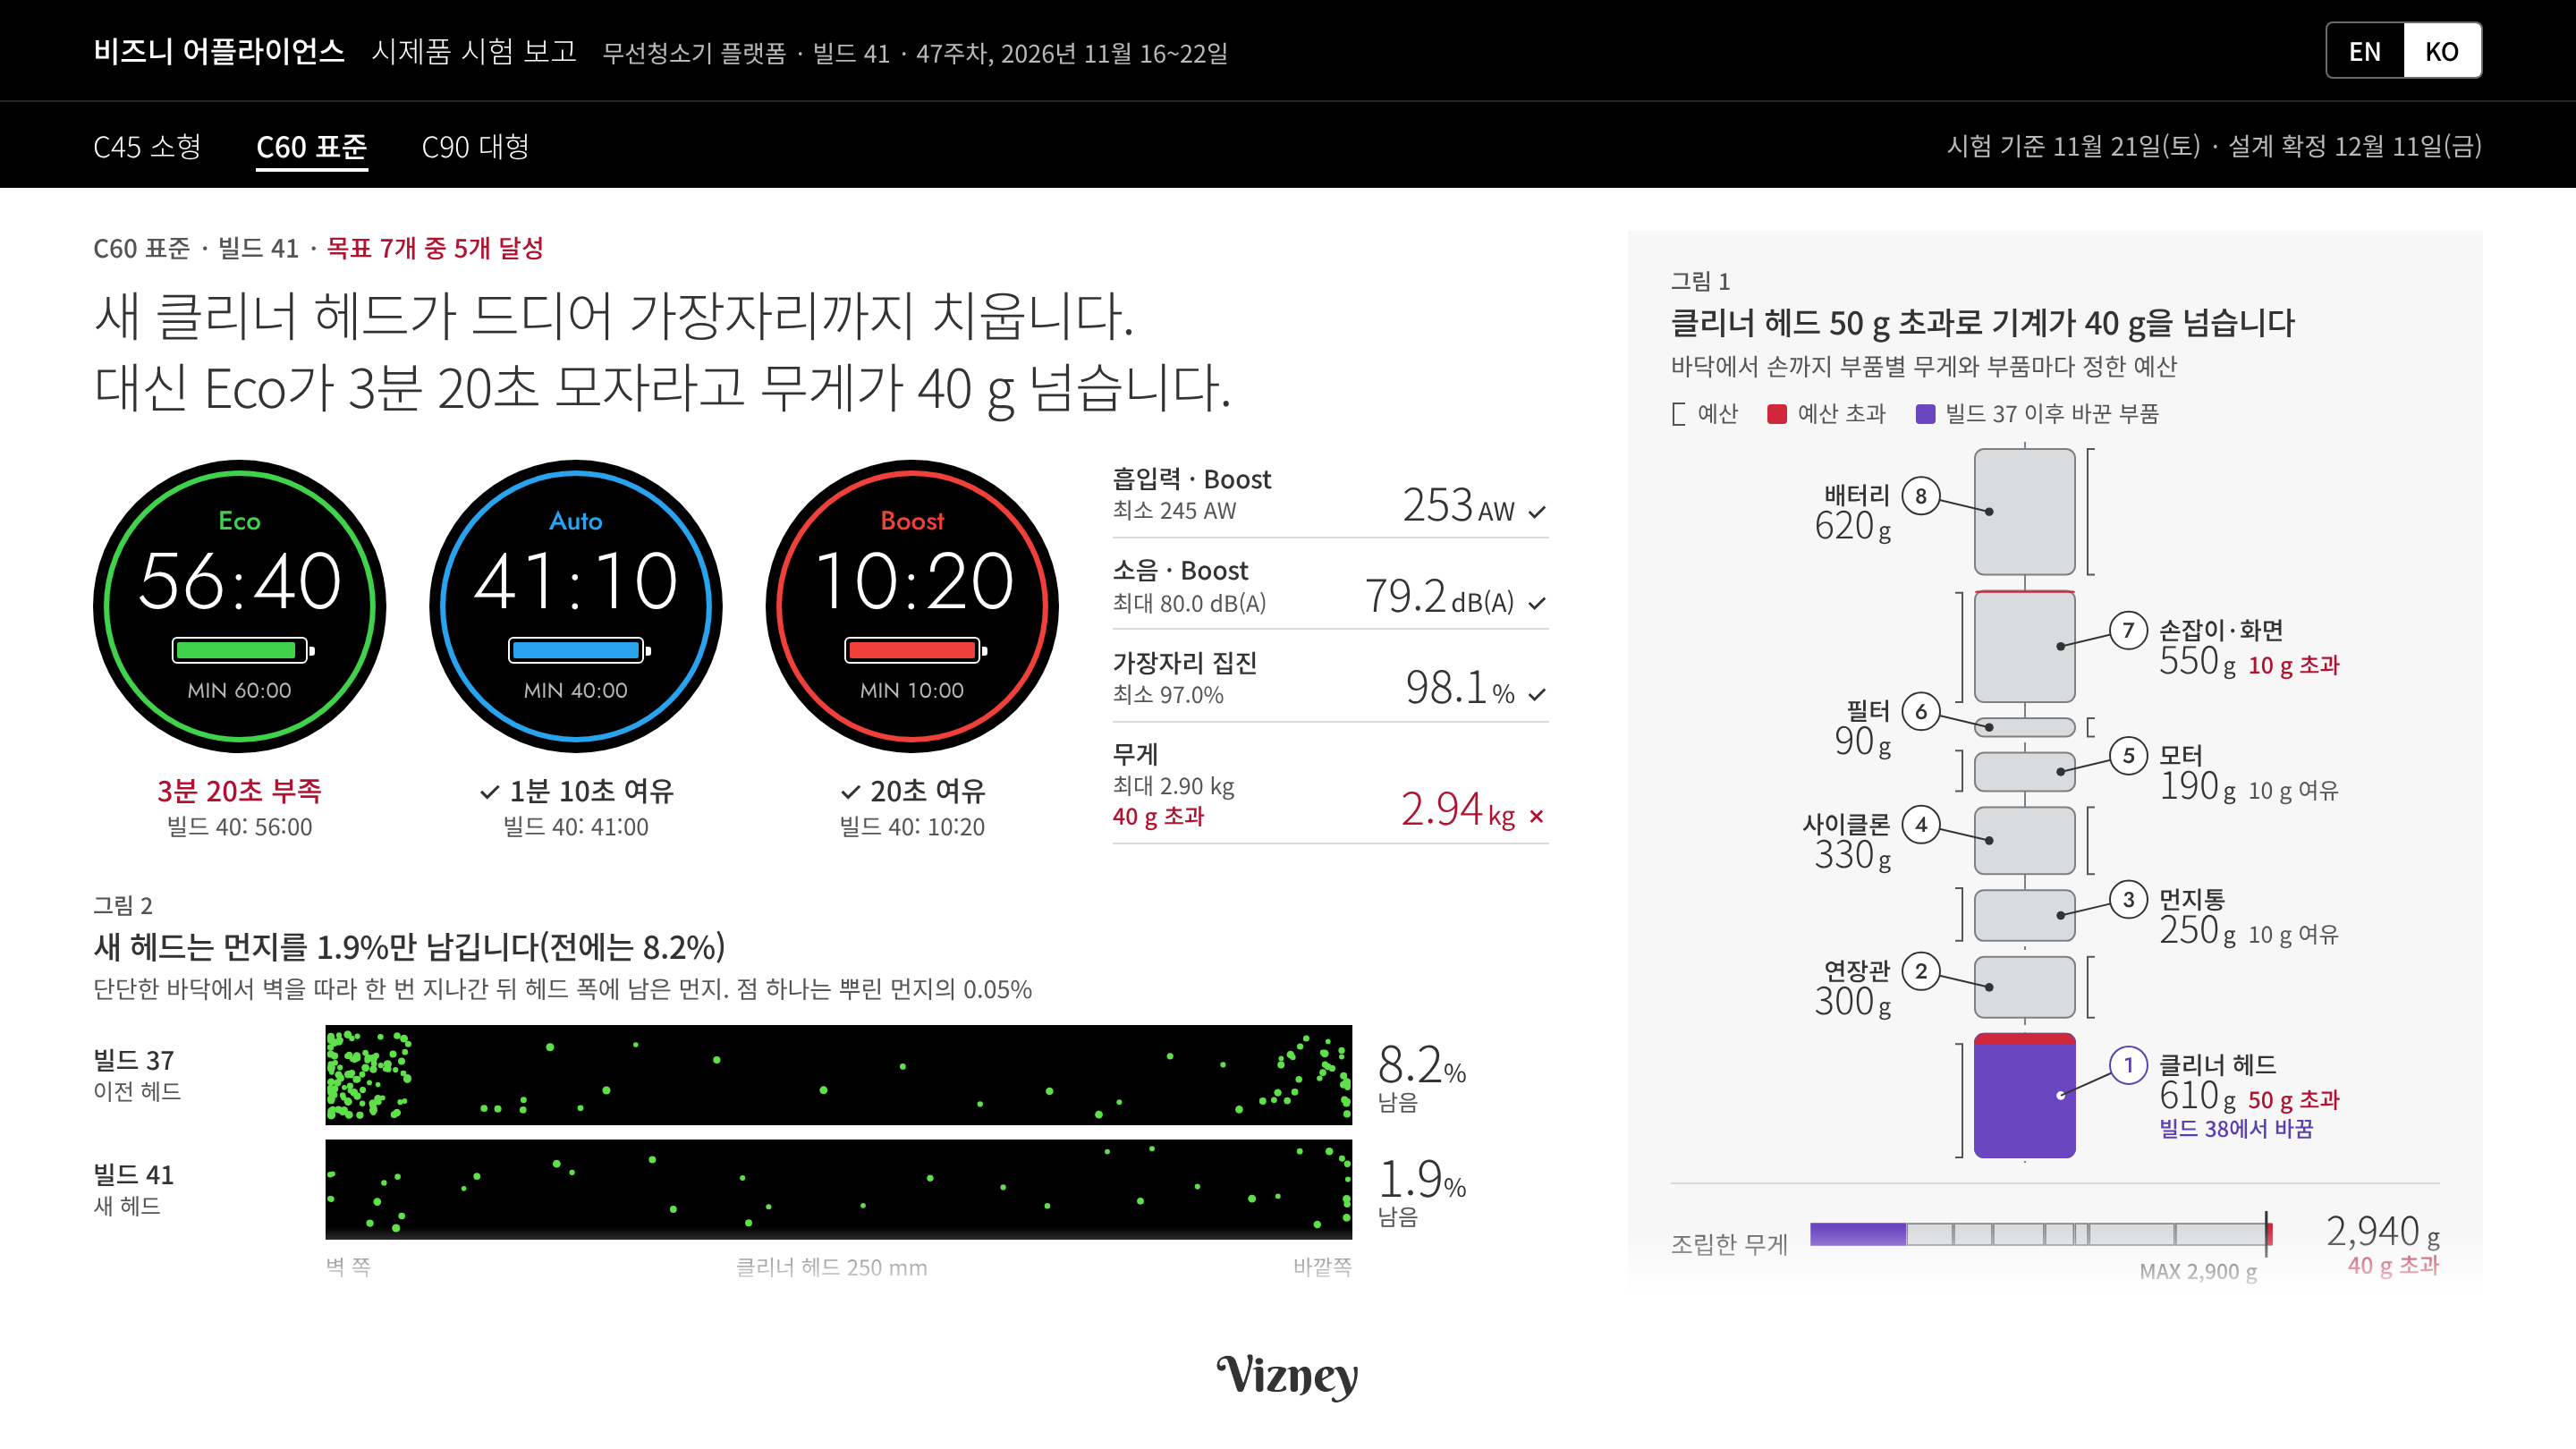 비즈니 어플라이언스 시제품 시험 보고 무선청소기 플랫폼 · 빌드 41 · 47주차, 2026년 11월 16~22일
EN KO
C45 소형 C60 표준 C90 대형
시험 기준 11월 21일(토) · 설계 확정 12월 11일(금)
C60 표준 · 빌드 41 · 목표 7개 중 5개 달성
새 클리너 헤드가 드디어 가장자리까지 치웁니다.
대신 Eco가 3분 20초 모자라고 무게가 40 g 넘습니다.
Eco
56:40
MIN 60:00
3분 20초 부족
빌드 40: 56:00
Auto
41:10
MIN 40:00
✓ 1분 10초 여유
빌드 40: 41:00
Boost
10:20
MIN 10:00
✓ 20초 여유
빌드 40: 10:20
흡입력 · Boost
최소 245 AW
253 AW ✓
소음 · Boost
최대 80.0 dB(A)
79.2 dB(A) ✓
가장자리 집진
최소 97.0%
98.1 % ✓
무게
최대 2.90 kg
40 g 초과
2.94 kg ×
그림 2
새 헤드는 먼지를 1.9%만 남깁니다(전에는 8.2%)
단단한 바닥에서 벽을 따라 한 번 지나간 뒤 헤드 폭에 남은 먼지. 점 하나는 뿌린 먼지의 0.05%
빌드 37
이전 헤드
8.2%
남음
빌드 41
새 헤드
1.9%
남음
벽 쪽 클리너 헤드 250 mm 바깥쪽
그림 1
클리너 헤드 50 g 초과로 기계가 40 g을 넘습니다
바닥에서 손까지 부품별 무게와 부품마다 정한 예산
예산 예산 초과 빌드 37 이후 바꾼 부품
배터리 8
620 g
7 손잡이·화면
550 g 10 g 초과
필터 6
90 g
5 모터
190 g 10 g 여유
사이클론 4
330 g
3 먼지통
250 g 10 g 여유
연장관 2
300 g
1 클리너 헤드
610 g 50 g 초과
빌드 38에서 바꿈
조립한 무게
MAX 2,900 g
2,940 g
40 g 초과
Vizney